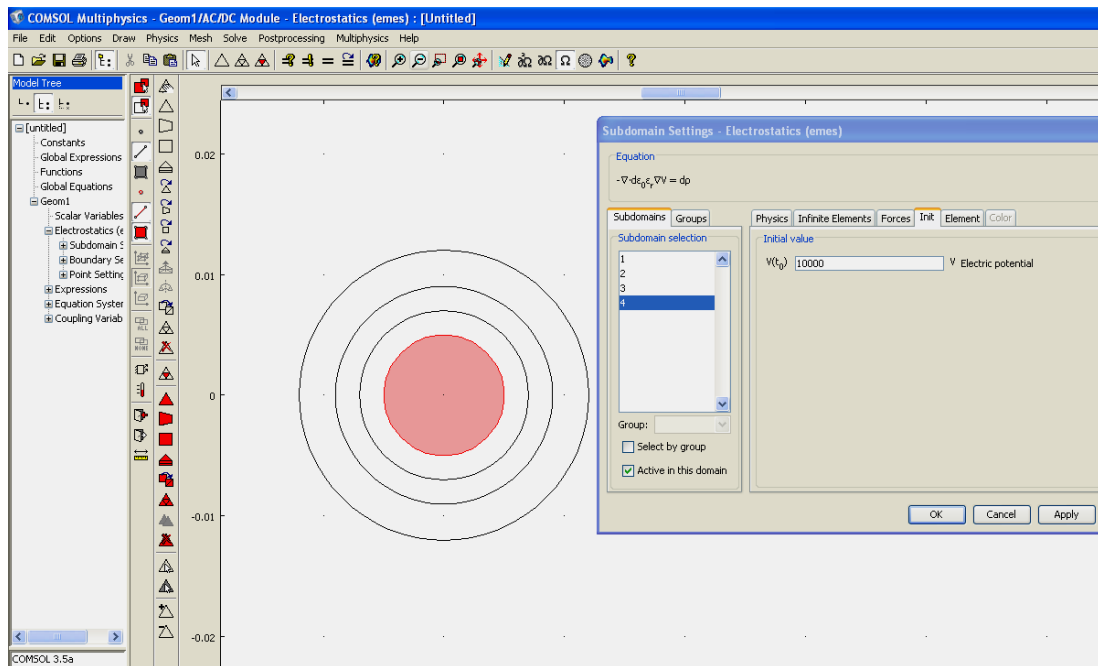 COMSOL Multiphysics - Geom1/AC/DC Module - Electrostatics (emes) : [Untitled]
File Edit Options Draw Physics Mesh Solve Postprocessing Multiphysics Help
Model Tree
[untitled]
Constants
Global Expressions
Functions
Global Equations
Geom1
Scalar Variables
Electrostatics (e
Subdomain S
Boundary Se
Point Setting
Expressions
Equation System
Coupling Variab
COMSOL 3.5a
ALL
NONE
0.02
0.01
0
-0.01
-0.02
Subdomain Settings - Electrostatics (emes)
Equation
-∇·dε₀εᵣ∇V = dρ
Subdomains Groups
Subdomain selection
1
2
3
4
Group:
Select by group
Active in this domain
Physics Infinite Elements Forces Init Element Color
Initial value
V(t₀) 10000 V Electric potential
OK Cancel Apply